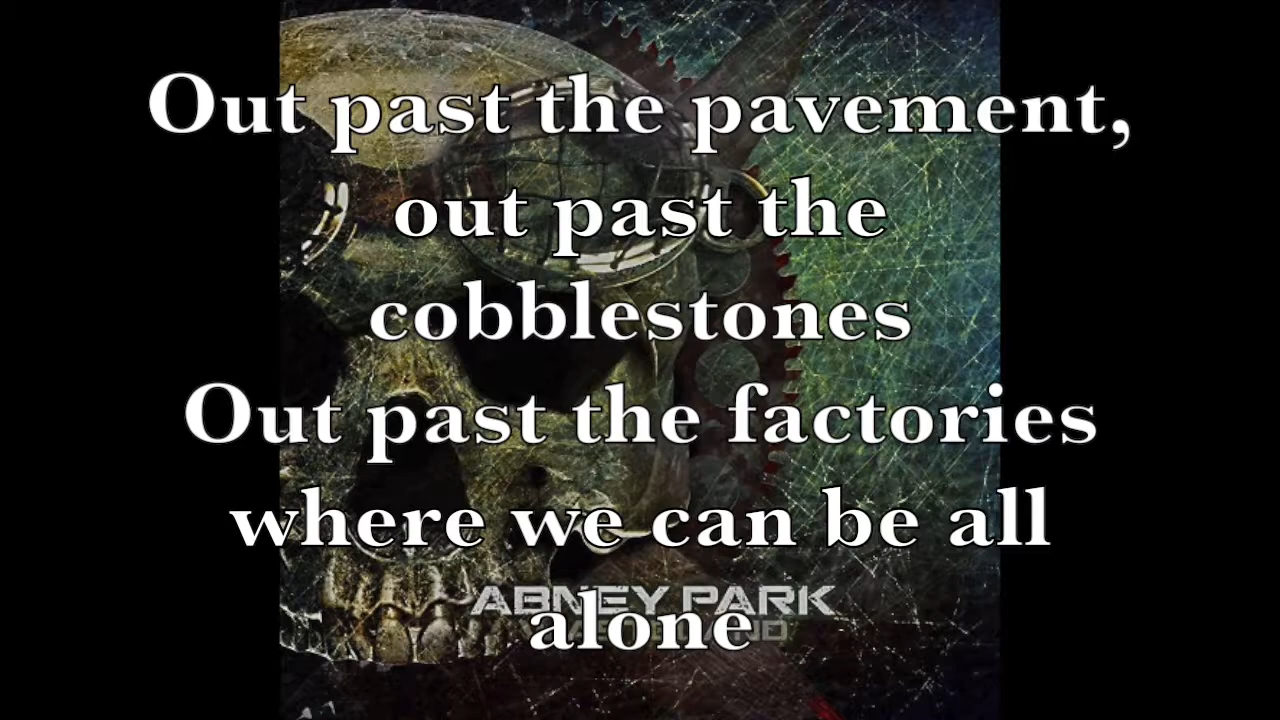 Out past the pavement,
out past the
cobblestones
Out past the factories
where we can be all
ABNEY PARK
alone